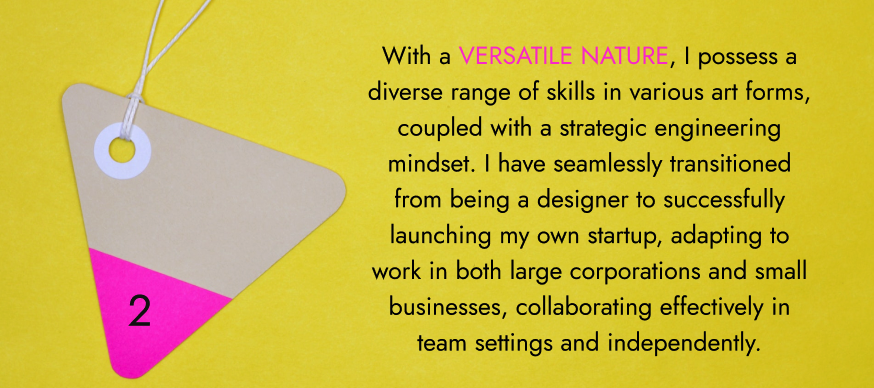 With a VERSATILE NATURE, I possess a
diverse range of skills in various art forms,
coupled with a strategic engineering
mindset. I have seamlessly transitioned
from being a designer to successfully
launching my own startup, adapting to
work in both large corporations and small
businesses, collaborating effectively in
team settings and independently.
2